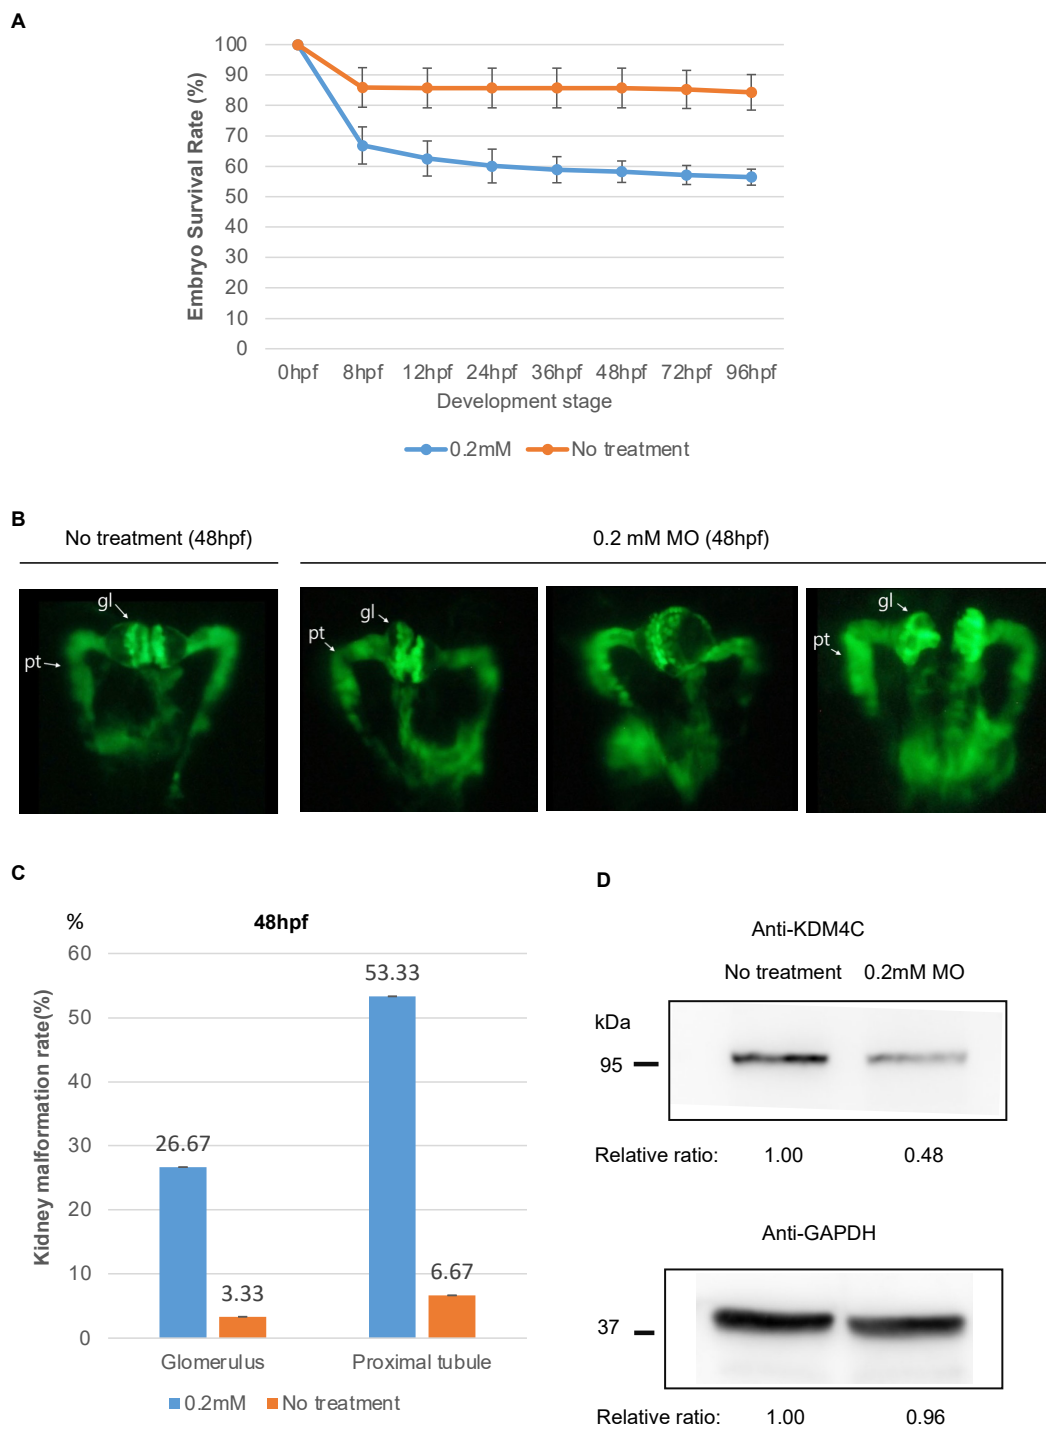 A
100
90
80
70
60
50
40
30
20
10
0
Embryo Survival Rate (%)
0hpf 8hpf 12hpf 24hpf 36hpf 48hpf 72hpf 96hpf
Development stage
0.2mM No treatment
B
No treatment (48hpf) 0.2 mM MO (48hpf)
gl
pt
gl
pt
gl
pt
C
% 48hpf
60
50
40
30
20
10
0
Kidney malformation rate(%)
53.33
26.67
6.67
3.33
Glomerulus Proximal tubule
0.2mM No treatment
D
Anti-KDM4C
No treatment 0.2mM MO
kDa
95
Relative ratio: 1.00 0.48
Anti-GAPDH
37
Relative ratio: 1.00 0.96